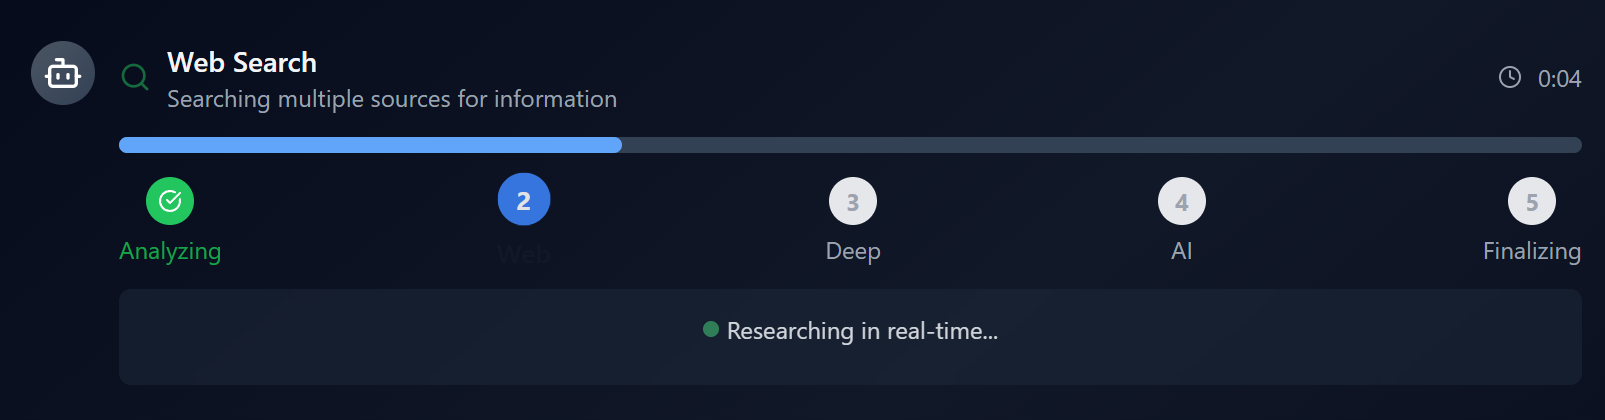 Web Search
Searching multiple sources for information
0:04
2
3
4
5
Analyzing
Web
Deep
AI
Finalizing
Researching in real-time...